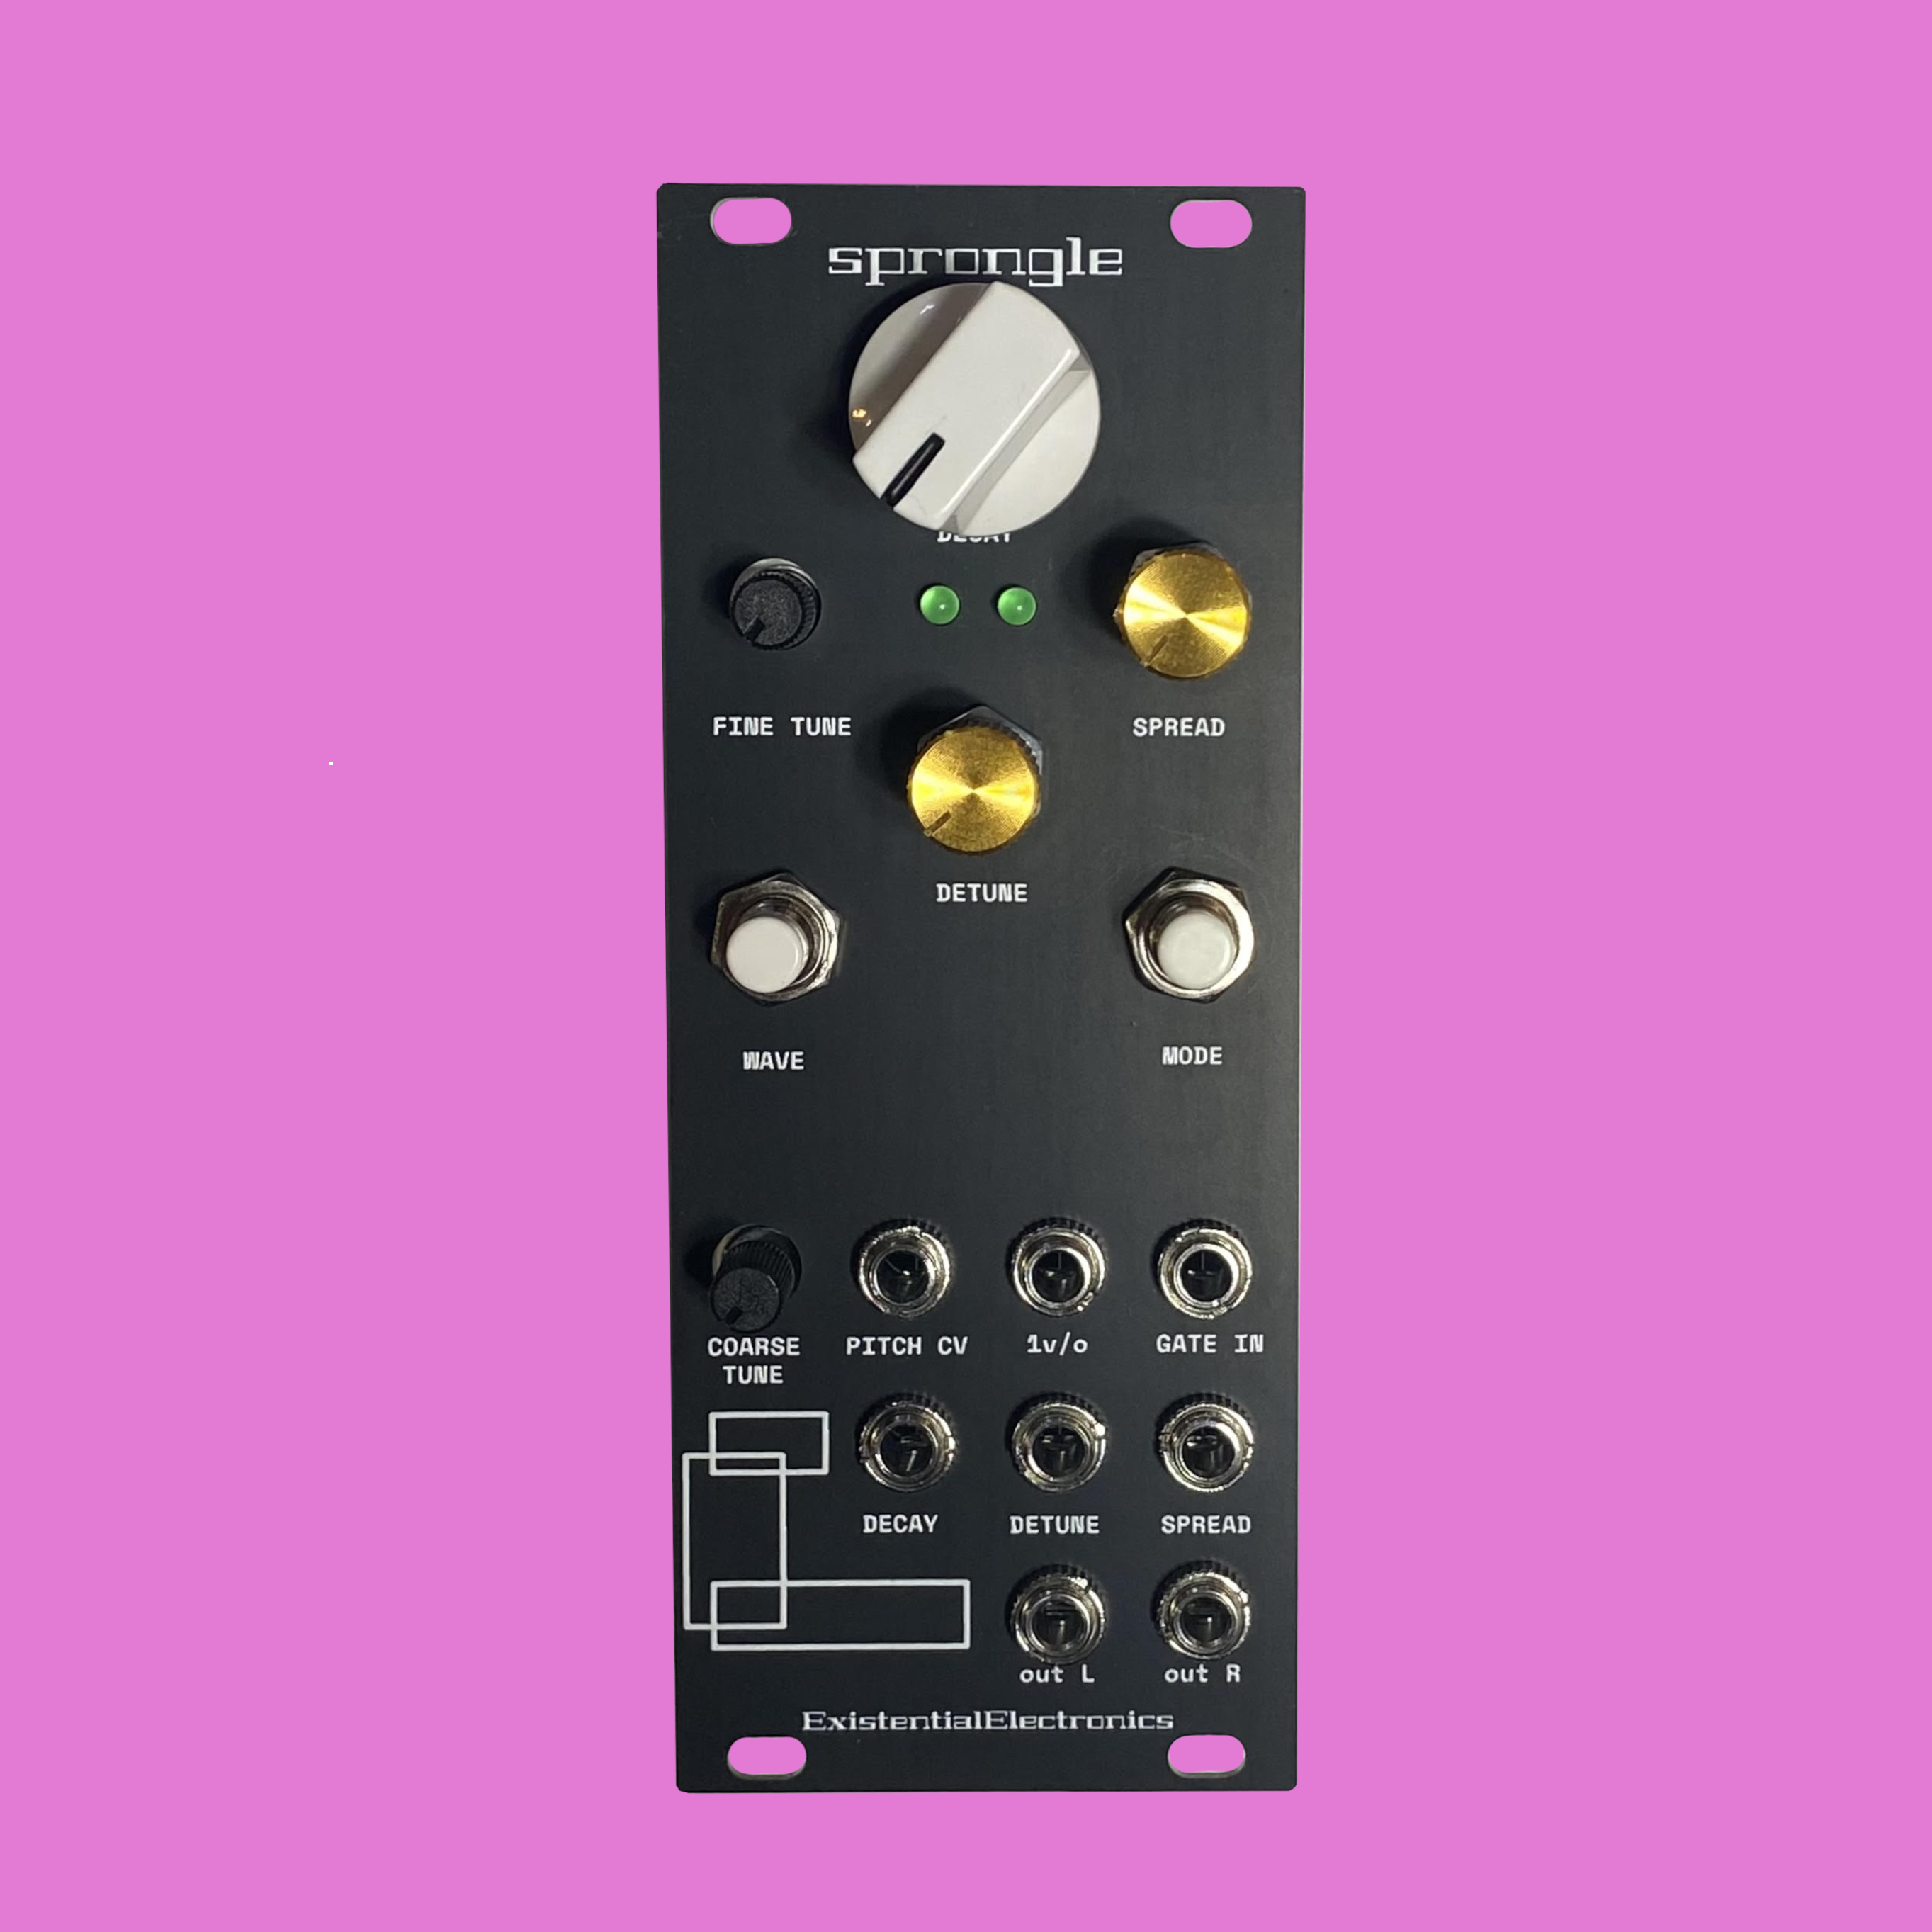 sprongle
DECAY
FINE TUNE
SPREAD
DETUNE
WAVE
MODE
COARSE
TUNE
PITCH CV
1v/o
GATE IN
DECAY
DETUNE
SPREAD
out L
out R
ExistentialElectronics